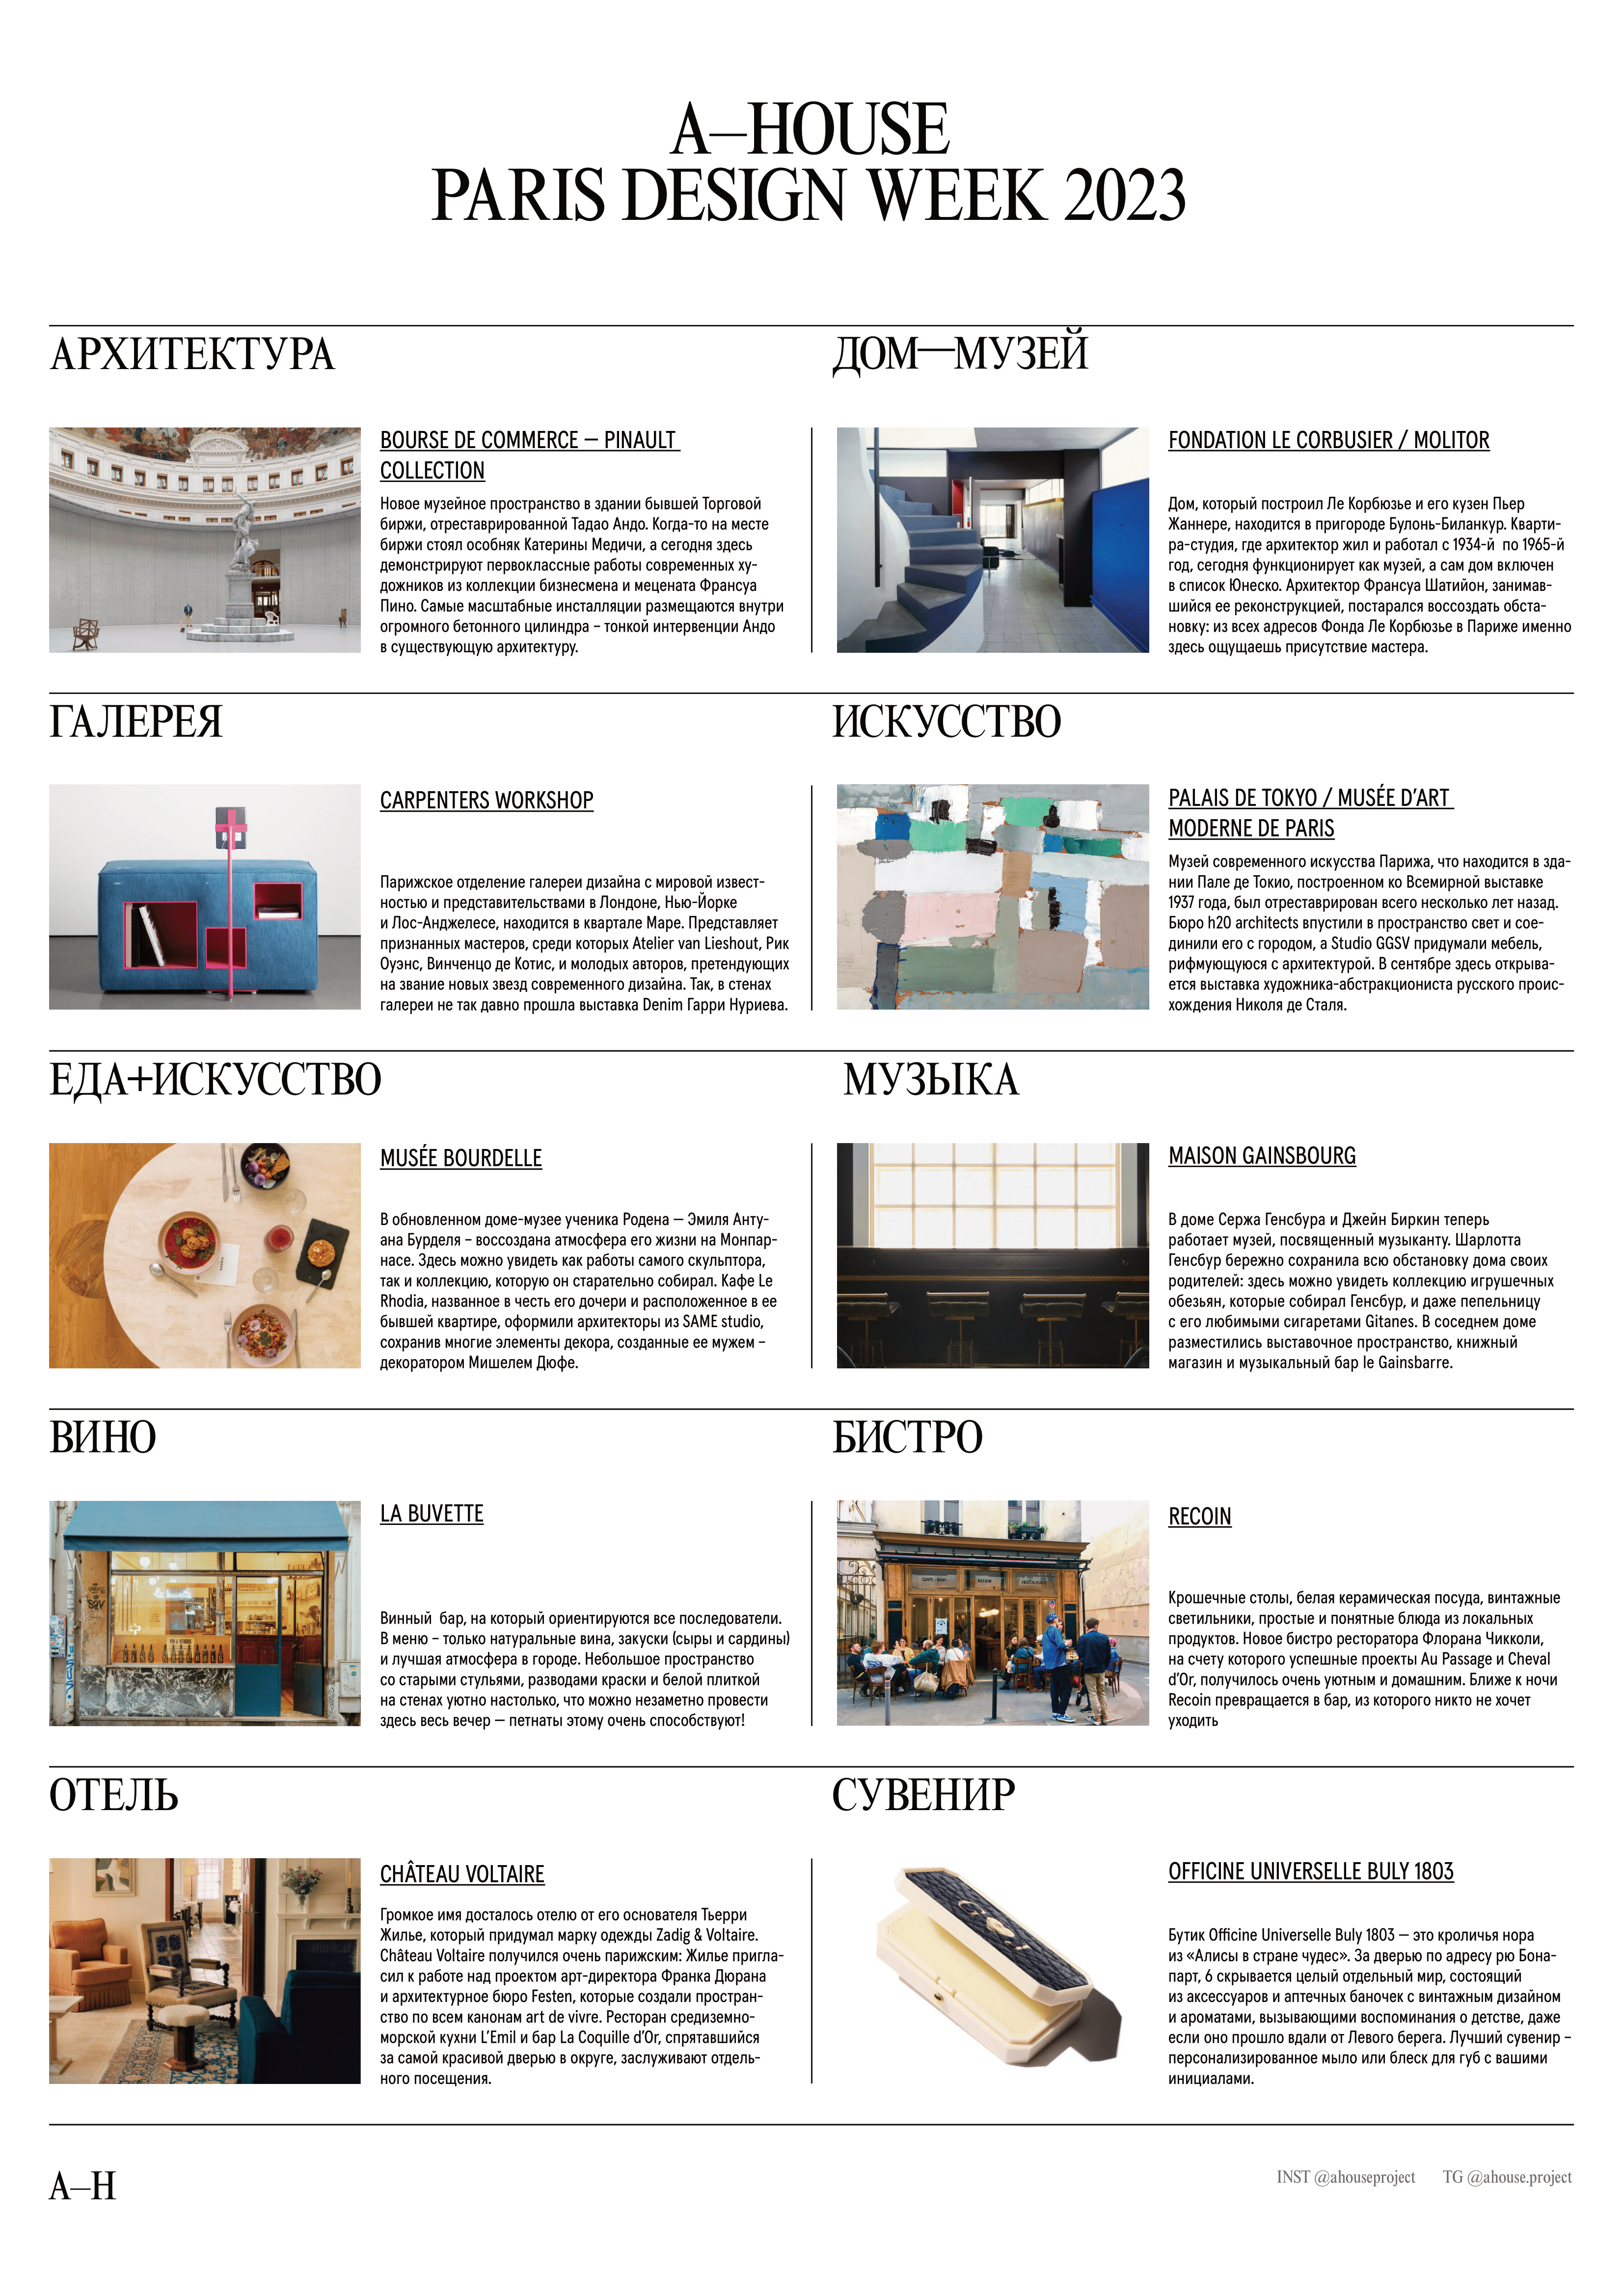 A—HOUSE
PARIS DESIGN WEEK 2023
АРХИТЕКТУРА
BOURSE DE COMMERCE — PINAULT
COLLECTION
Новое музейное пространство в здании бывшей Торговой
биржи, отреставрированной Тадао Андо. Когда-то на месте
биржи стоял особняк Катерины Медичи, а сегодня здесь
демонстрируют первоклассные работы современных ху-
дожников из коллекции бизнесмена и мецената Франсуа
Пино. Самые масштабные инсталляции размещаются внутри
огромного бетонного цилиндра – тонкой интервенции Андо
в существующую архитектуру.
ДОМ—МУЗЕЙ
FONDATION LE CORBUSIER / MOLITOR
Дом, который построил Ле Корбюзье и его кузен Пьер
Жаннере, находится в пригороде Булонь-Биланкур. Кварти-
ра-студия, где архитектор жил и работал с 1934-й  по 1965-й
год, сегодня функционирует как музей, а сам дом включен
в список Юнеско. Архитектор Франсуа Шатийон, занимав-
шийся ее реконструкцией, постарался воссоздать обста-
новку: из всех адресов Фонда Ле Корбюзье в Париже именно
здесь ощущаешь присутствие мастера.
ГАЛЕРЕЯ
CARPENTERS WORKSHOP
Парижское отделение галереи дизайна с мировой извест-
ностью и представительствами в Лондоне, Нью-Йорке
и Лос-Анджелесе, находится в квартале Маре. Представляет
признанных мастеров, среди которых Atelier van Lieshout, Рик
Оуэнс, Винченцо де Котис, и молодых авторов, претендующих
на звание новых звезд современного дизайна. Так, в стенах
галереи не так давно прошла выставка Denim Гарри Нуриева.
ИСКУССТВО
PALAIS DE TOKYO / MUSÉE D'ART
MODERNE DE PARIS
Музей современного искусства Парижа, что находится в зда-
нии Пале де Токио, построенном ко Всемирной выставке
1937 года, был отреставрирован всего несколько лет назад.
Бюро h20 architects впустили в пространство свет и сое-
динили его с городом, а Studio GGSV придумали мебель,
рифмующуюся с архитектурой. В сентябре здесь открыва-
ется выставка художника-абстракциониста русского проис-
хождения Николя де Сталя.
ЕДА+ИСКУССТВО
MUSÉE BOURDELLE
В обновленном доме-музее ученика Родена — Эмиля Анту-
ана Бурделя – воссоздана атмосфера его жизни на Монпар-
насе. Здесь можно увидеть как работы самого скульптора,
так и коллекцию, которую он старательно собирал. Кафе Le
Rhodia, названное в честь его дочери и расположенное в ее
бывшей квартире, оформили архитекторы из SAME studio,
сохранив многие элементы декора, созданные ее мужем –
декоратором Мишелем Дюфе.
МУЗЫКА
MAISON GAINSBOURG
В доме Сержа Генсбура и Джейн Биркин теперь
работает музей, посвященный музыканту. Шарлотта
Генсбур бережно сохранила всю обстановку дома своих
родителей: здесь можно увидеть коллекцию игрушечных
обезьян, которые собирал Генсбур, и даже пепельницу
с его любимыми сигаретами Gitanes. В соседнем доме
разместились выставочное пространство, книжный
магазин и музыкальный бар le Gainsbarre.
ВИНО
LA BUVETTE
Винный  бар, на который ориентируются все последователи.
В меню – только натуральные вина, закуски (сыры и сардины)
и лучшая атмосфера в городе. Небольшое пространство
со старыми стульями, разводами краски и белой плиткой
на стенах уютно настолько, что можно незаметно провести
здесь весь вечер — петнаты этому очень способствуют!
БИСТРО
RECOIN
Крошечные столы, белая керамическая посуда, винтажные
светильники, простые и понятные блюда из локальных
продуктов. Новое бистро ресторатора Флорана Чикколи,
на счету которого успешные проекты Au Passage и Cheval
d'Or, получилось очень уютным и домашним. Ближе к ночи
Recoin превращается в бар, из которого никто не хочет
уходить
ОТЕЛЬ
CHÂTEAU VOLTAIRE
Громкое имя досталось отелю от его основателя Тьерри
Жилье, который придумал марку одежды Zadig & Voltaire.
Château Voltaire получился очень парижским: Жилье пригла-
сил к работе над проектом арт-директора Франка Дюрана
и архитектурное бюро Festen, которые создали простран-
ство по всем канонам art de vivre. Ресторан средиземно-
морской кухни L'Emil и бар La Coquille d'Or, спрятавшийся
за самой красивой дверью в округе, заслуживают отдель-
ного посещения.
СУВЕНИР
OFFICINE UNIVERSELLE BULY 1803
Бутик Officine Universelle Buly 1803 — это кроличья нора
из «Алисы в стране чудес». За дверью по адресу рю Бона-
парт, 6 скрывается целый отдельный мир, состоящий
из аксессуаров и аптечных баночек с винтажным дизайном
и ароматами, вызывающими воспоминания о детстве, даже
если оно прошло вдали от Левого берега. Лучший сувенир –
персонализированное мыло или блеск для губ с вашими
инициалами.
A—H
INST @ahouseproject TG @ahouse.project